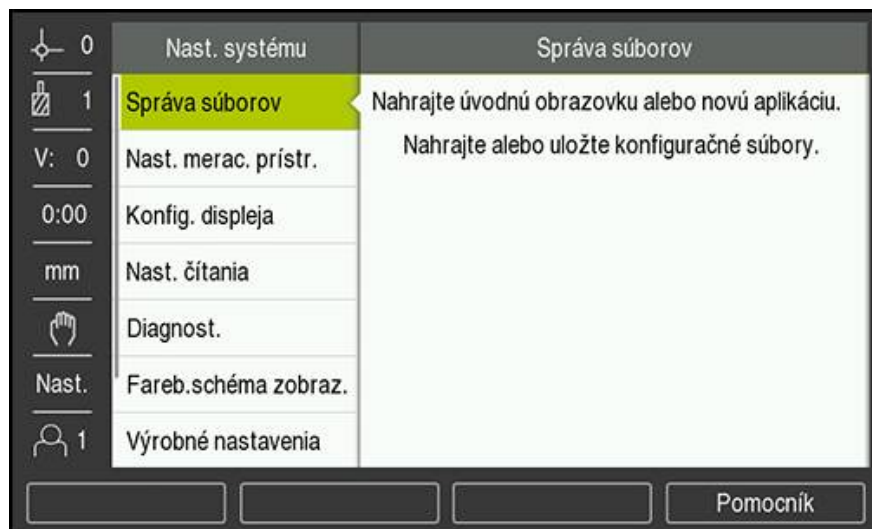 0
Nast. systému
Správa súborov
1
Správa súborov
Nahrajte úvodnú obrazovku alebo novú aplikáciu.
Nahrajte alebo uložte konfiguračné súbory.
V: 0
Nast. merac. prístr.
0:00
Konfig. displeja
mm
Nast. čítania
Diagnost.
Nast.
Fareb.schéma zobraz.
1
Výrobné nastavenia
Pomocník